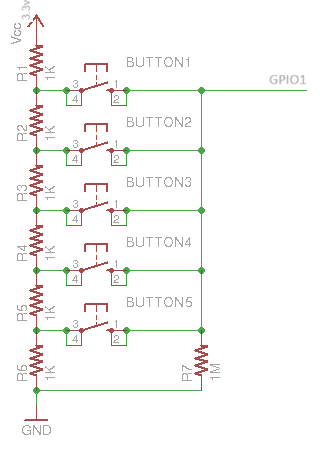 3.3v
Vcc
R1
1K
3
4
1
2
BUTTON1
GPIO1
R2
1K
3
4
1
2
BUTTON2
R3
1K
3
4
1
2
BUTTON3
R4
1K
3
4
1
2
BUTTON4
R5
1K
3
4
1
2
BUTTON5
R6
1K
R7
1M
GND